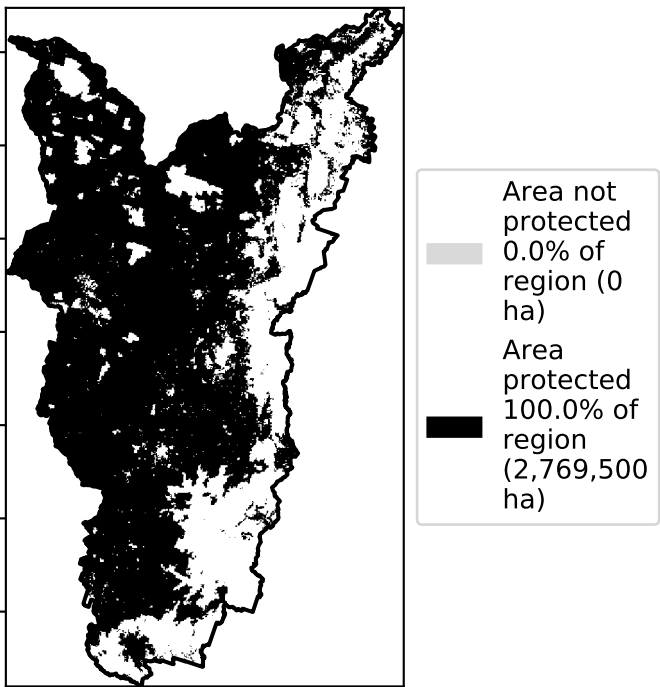 Area not
protected
0.0% of
region (0
ha)
Area
protected
100.0% of
region
(2,769,500
ha)